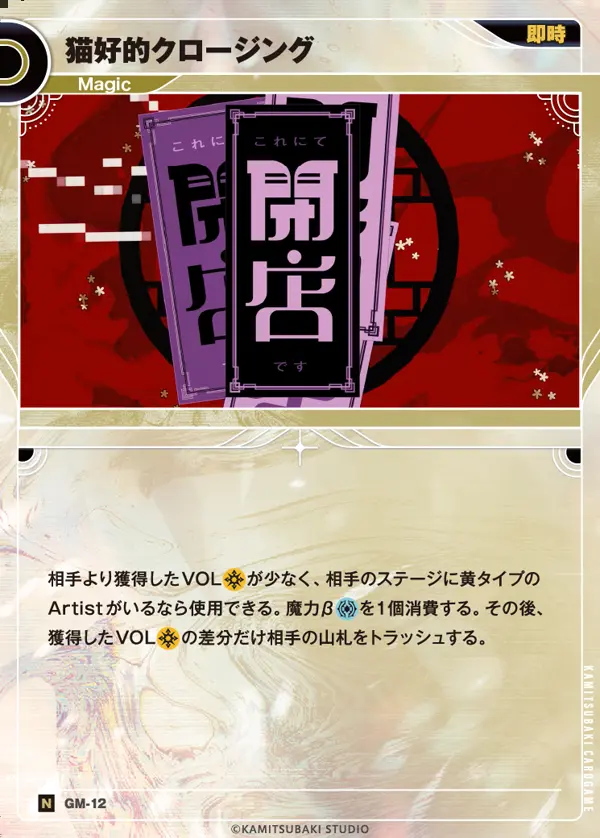 猫好的クロージング
即時
Magic
これに
開店
これにて
開店
です
相手より獲得したVOLが少なく、相手のステージに黄タイプの
Artistがいるなら使用できる。魔力βを1個消費する。その後、
獲得したVOLの差分だけ相手の山札をトラッシュする。
KAMITSUBAKI CARDGAME
N GM-12
©KAMITSUBAKI STUDIO